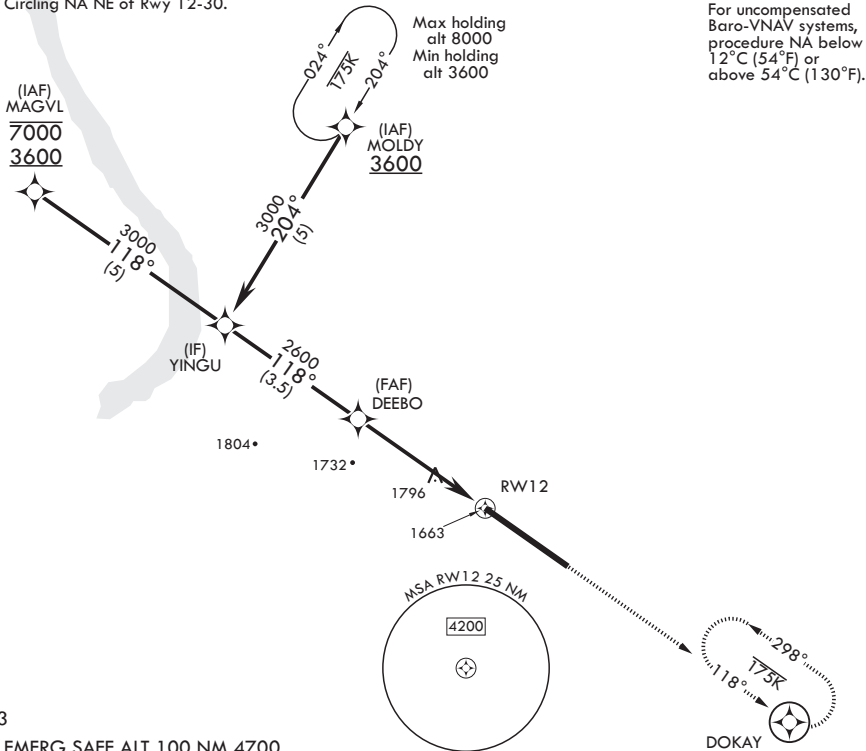 Circling NA NE of Rwy 12-30.
Max holding
alt 8000
Min holding
alt 3600
For uncompensated
Baro-VNAV systems,
procedure NA below
12°C (54°F) or
above 54°C (130°F).
024°
175K
204°
(IAF)
MAGVL
7000
3600
(IAF)
MOLDY
3600
3000
204°
(5)
3000
118°
(5)
(IF)
YINGU
2600
118°
(3.5)
(FAF)
DEEBO
1804
1732
1796
RW12
1663
MSA RW12 25 NM
4200
298°
175K
118°
DOKAY
3
EMERG SAFE ALT 100 NM 4700